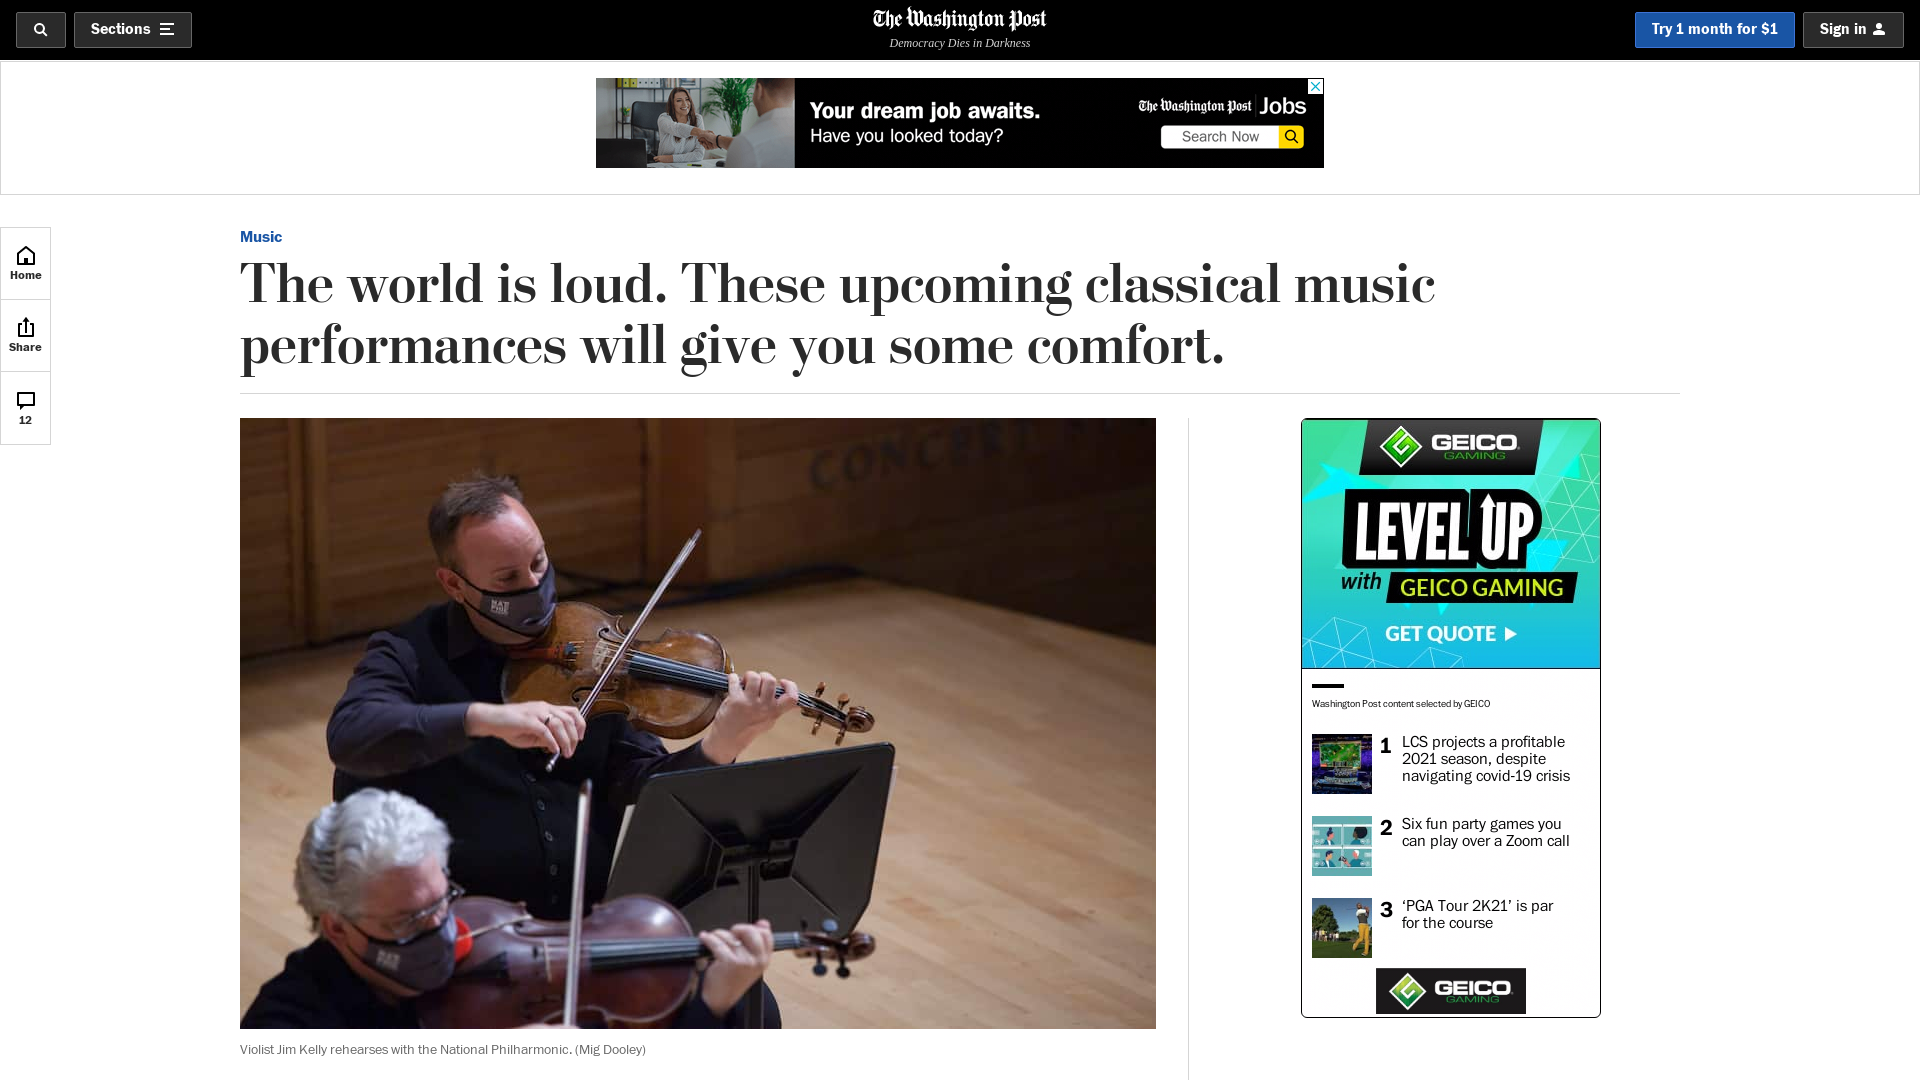 Sections
The Washington Post
Democracy Dies in Darkness
Try 1 month for $1
Sign in
Your dream job awaits.
Have you looked today?
The Washington Post Jobs
Search Now
Home
Share
12
Music
The world is loud. These upcoming classical music
performances will give you some comfort.
CONCERT
NAT
PHIL
Violist Jim Kelly rehearses with the National Philharmonic. (Mig Dooley)
GEICO
GAMING
LEVEL UP
with GEICO GAMING
GET QUOTE
Washington Post content selected by GEICO
1 LCS projects a profitable
2021 season, despite
navigating covid-19 crisis
2 Six fun party games you
can play over a Zoom call
3 ‘PGA Tour 2K21’ is par
for the course
GEICO
GAMING